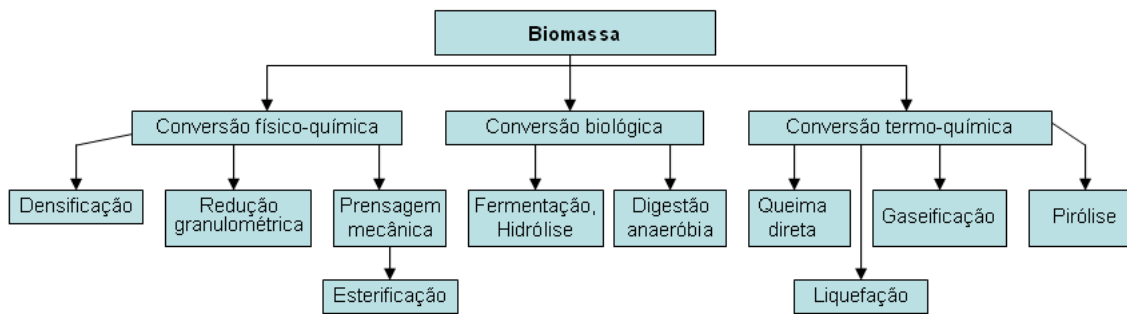 Biomassa
Conversão físico-química
Conversão biológica
Conversão termo-química
Densificação
Redução
granulométrica
Prensagem
mecânica
Fermentação,
Hidrólise
Digestão
anaeróbia
Queima
direta
Gaseificação
Pirólise
Esterificação
Liquefação